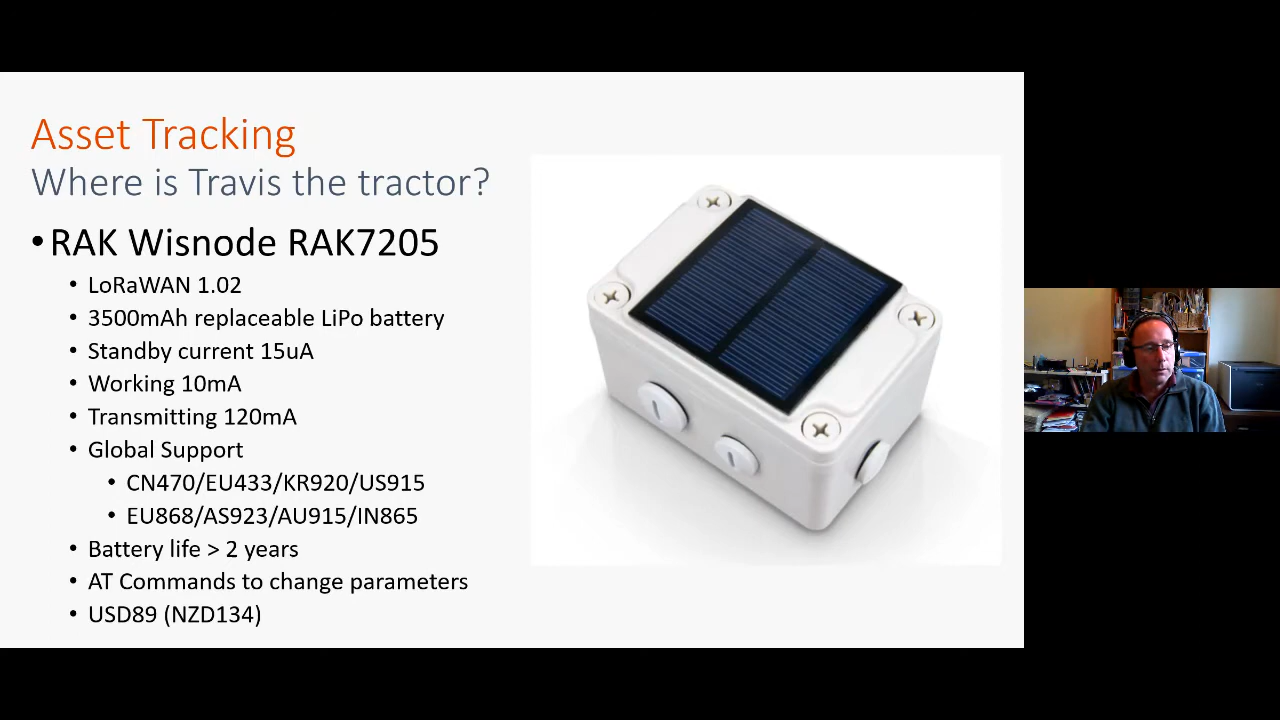 Asset Tracking
Where is Travis the tractor?
• RAK Wisnode RAK7205
• LoRaWAN 1.02
• 3500mAh replaceable LiPo battery
• Standby current 15uA
• Working 10mA
• Transmitting 120mA
• Global Support
• CN470/EU433/KR920/US915
• EU868/AS923/AU915/IN865
• Battery life > 2 years
• AT Commands to change parameters
• USD89 (NZD134)